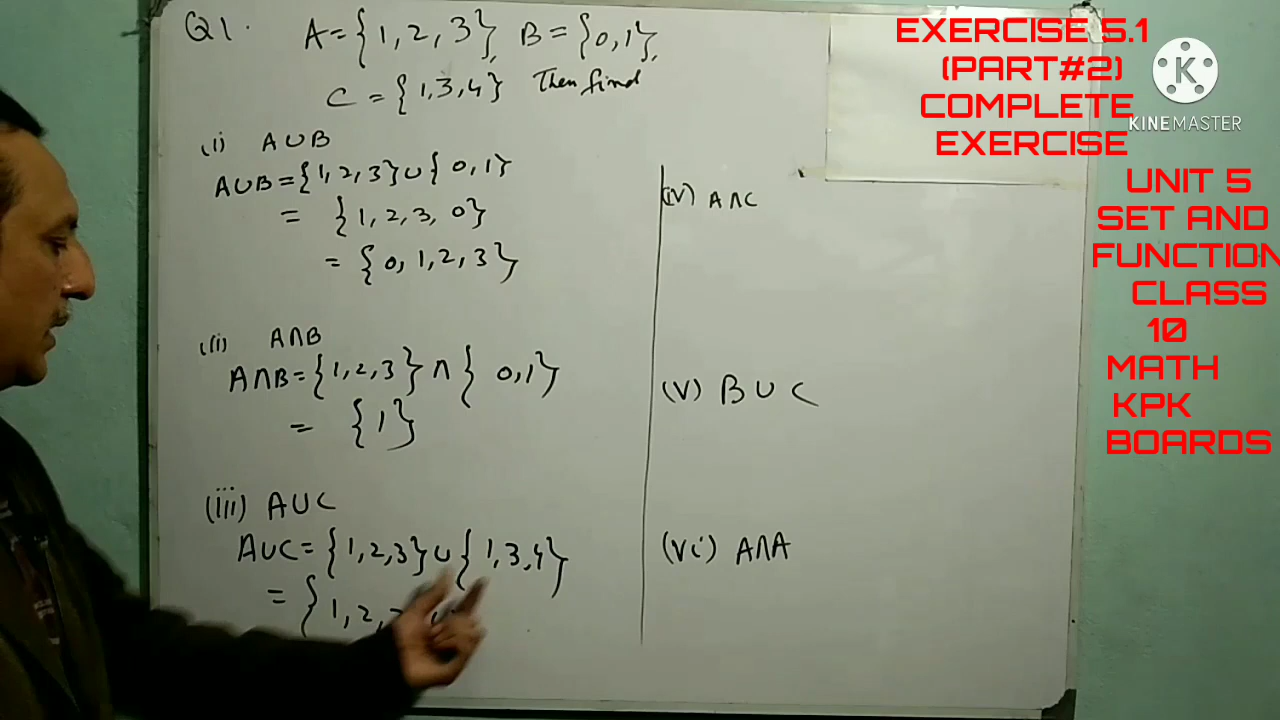 Q1. A = {1, 2, 3}, B = {0, 1},
C = {1, 3, 4} Then find
(i) A∪B
A∪B = {1, 2, 3} ∪ {0, 1}
= {1, 2, 3, 0}
= {0, 1, 2, 3}
(ii) A∩B
A∩B = {1, 2, 3} ∩ {0, 1}
= {1}
(iii) A∪C
A∪C = {1, 2, 3} ∪ {1, 3, 4}
= {1, 2,
(iv) A∩C
(v) B∪C
(vi) A∩A
EXERCISE 5.1
(PART#2)
COMPLETE
EXERCISE
K
KINEMASTER
UNIT 5
SET AND
FUNCTION
CLASS
10
MATH
KPK
BOARDS